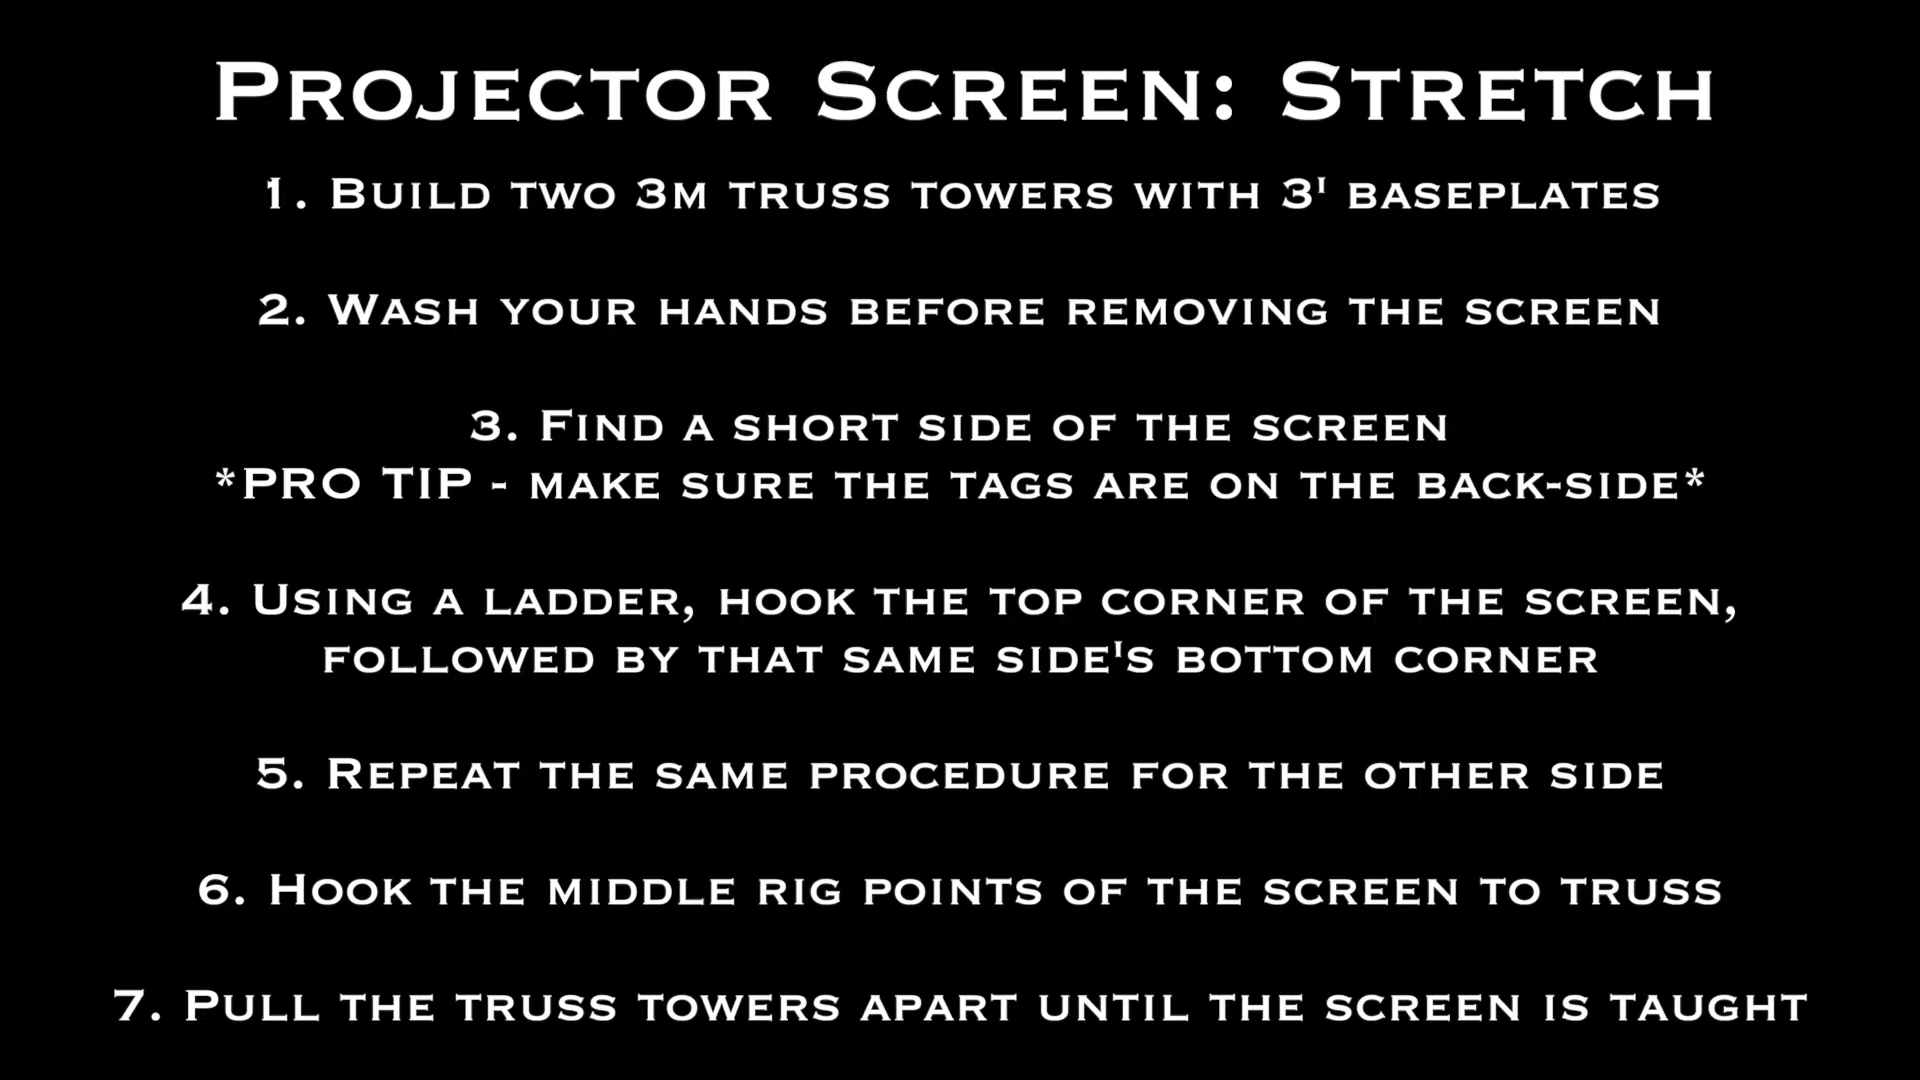 Projector Screen: Stretch
1. Build two 3m truss towers with 3' baseplates
2. Wash your hands before removing the screen
3. Find a short side of the screen
*PRO TIP - make sure the tags are on the back-side*
4. Using a ladder, hook the top corner of the screen,
followed by that same side's bottom corner
5. Repeat the same procedure for the other side
6. Hook the middle rig points of the screen to truss
7. Pull the truss towers apart until the screen is taught